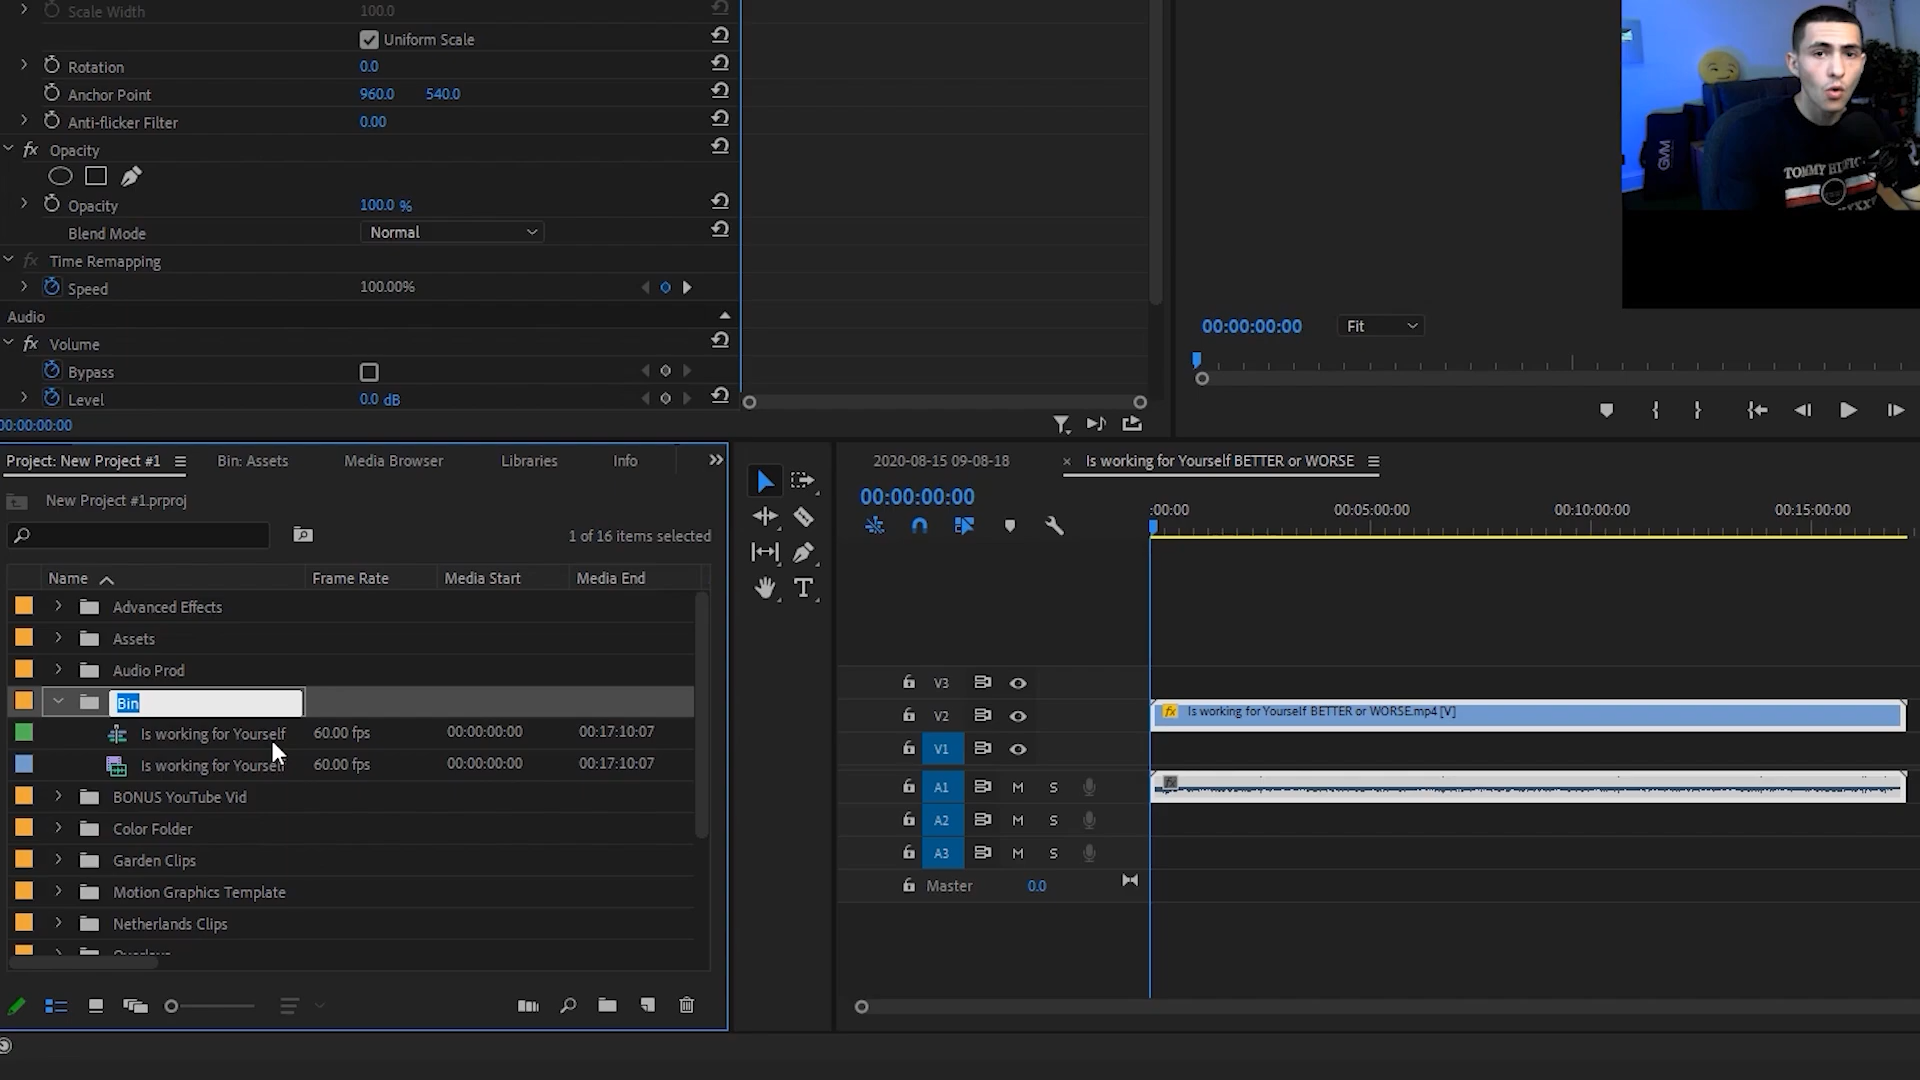 Scale Width 100.0
Uniform Scale
Rotation 0.0
Anchor Point 960.0 540.0
Anti-flicker Filter 0.00
fx Opacity
Opacity 100.0 %
Blend Mode Normal
fx Time Remapping
Speed 100.00%
Audio
fx Volume
Bypass
Level 0.0 dB
00:00:00:00
GVM
TOMMY
00:00:00:00 Fit
Project: New Project #1 Bin: Assets Media Browser Libraries Info
New Project #1.prproj
1 of 16 items selected
Name Frame Rate Media Start Media End
Advanced Effects
Assets
Audio Prod
Bin
Is working for Yourself 60.00 fps 00:00:00:00 00:17:10:07
Is working for Yourself 60.00 fps 00:00:00:00 00:17:10:07
BONUS YouTube Vid
Color Folder
Garden Clips
Motion Graphics Template
Netherlands Clips
2020-08-15 09-08-18 × Is working for Yourself BETTER or WORSE
00:00:00:00
:00:00 00:05:00:00 00:10:00:00 00:15:00:00
V3
V2 fx Is working for Yourself BETTER or WORSE.mp4 [V]
V1
A1 M S fx
A2 M S
A3 M S
Master 0.0